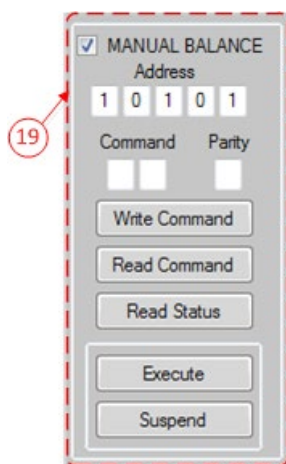 MANUAL BALANCE
Address
1 0 1 0 1
19
Command Parity
Write Command
Read Command
Read Status
Execute
Suspend